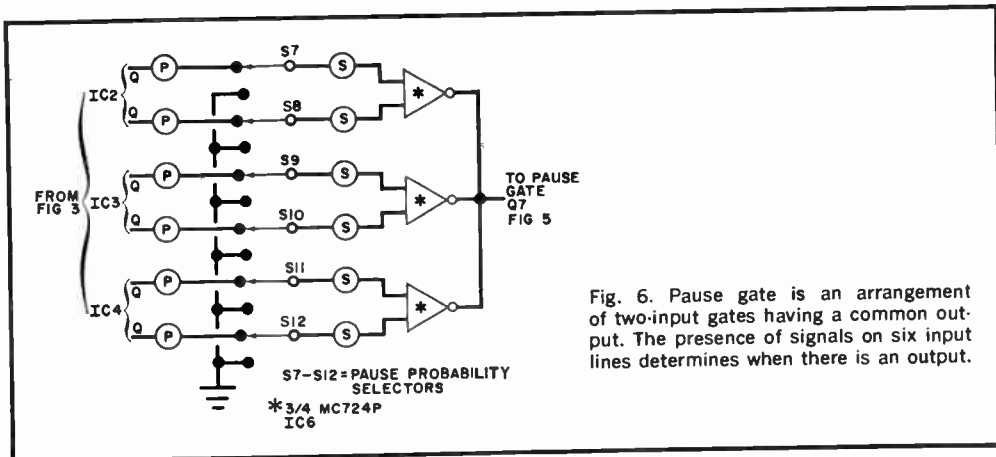 S7
P
S
Q
IC2
*
Q
S8
P
S
S9
P
S
Q
FROM
FIG 3
IC3
*
TO PAUSE
GATE
Q7
FIG 5
Q
S10
P
S
S11
P
S
Q
IC4
*
Q
S12
P
S
S7-S12=PAUSE PROBABILITY
SELECTORS
*3/4 MC724P
IC6
Fig. 6. Pause gate is an arrangement
of two-input gates having a common out-
put. The presence of signals on six input
lines determines when there is an output.